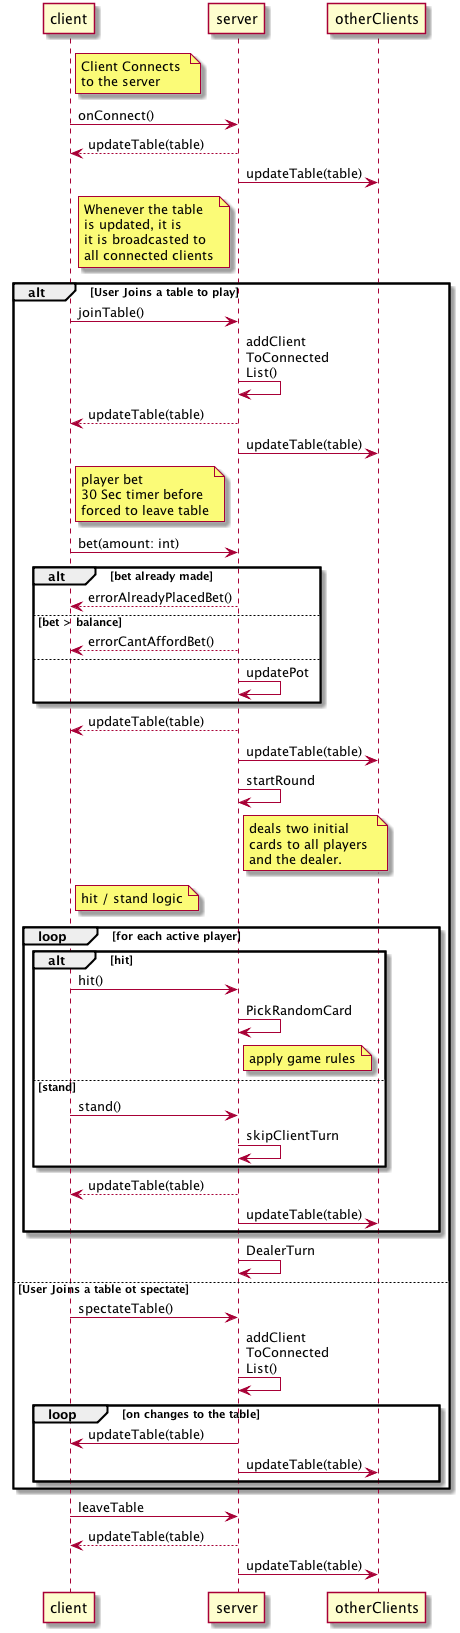 client server otherClients
Client Connects
to the server
onConnect()
updateTable(table)
updateTable(table)
Whenever the table
is updated, it is
it is broadcasted to
all connected clients
alt [User Joins a table to play]
joinTable()
addClient
ToConnected
List()
updateTable(table)
updateTable(table)
player bet
30 Sec timer before
forced to leave table
bet(amount: int)
alt [bet already made]
errorAlreadyPlacedBet()
[bet > balance]
errorCantAffordBet()
updatePot
updateTable(table)
updateTable(table)
startRound
deals two initial
cards to all players
and the dealer.
hit / stand logic
loop [for each active player]
alt [hit]
hit()
PickRandomCard
apply game rules
[stand]
stand()
skipClientTurn
updateTable(table)
updateTable(table)
DealerTurn
[User Joins a table ot spectate]
spectateTable()
addClient
ToConnected
List()
loop [on changes to the table]
updateTable(table)
updateTable(table)
leaveTable
updateTable(table)
updateTable(table)
client server otherClients